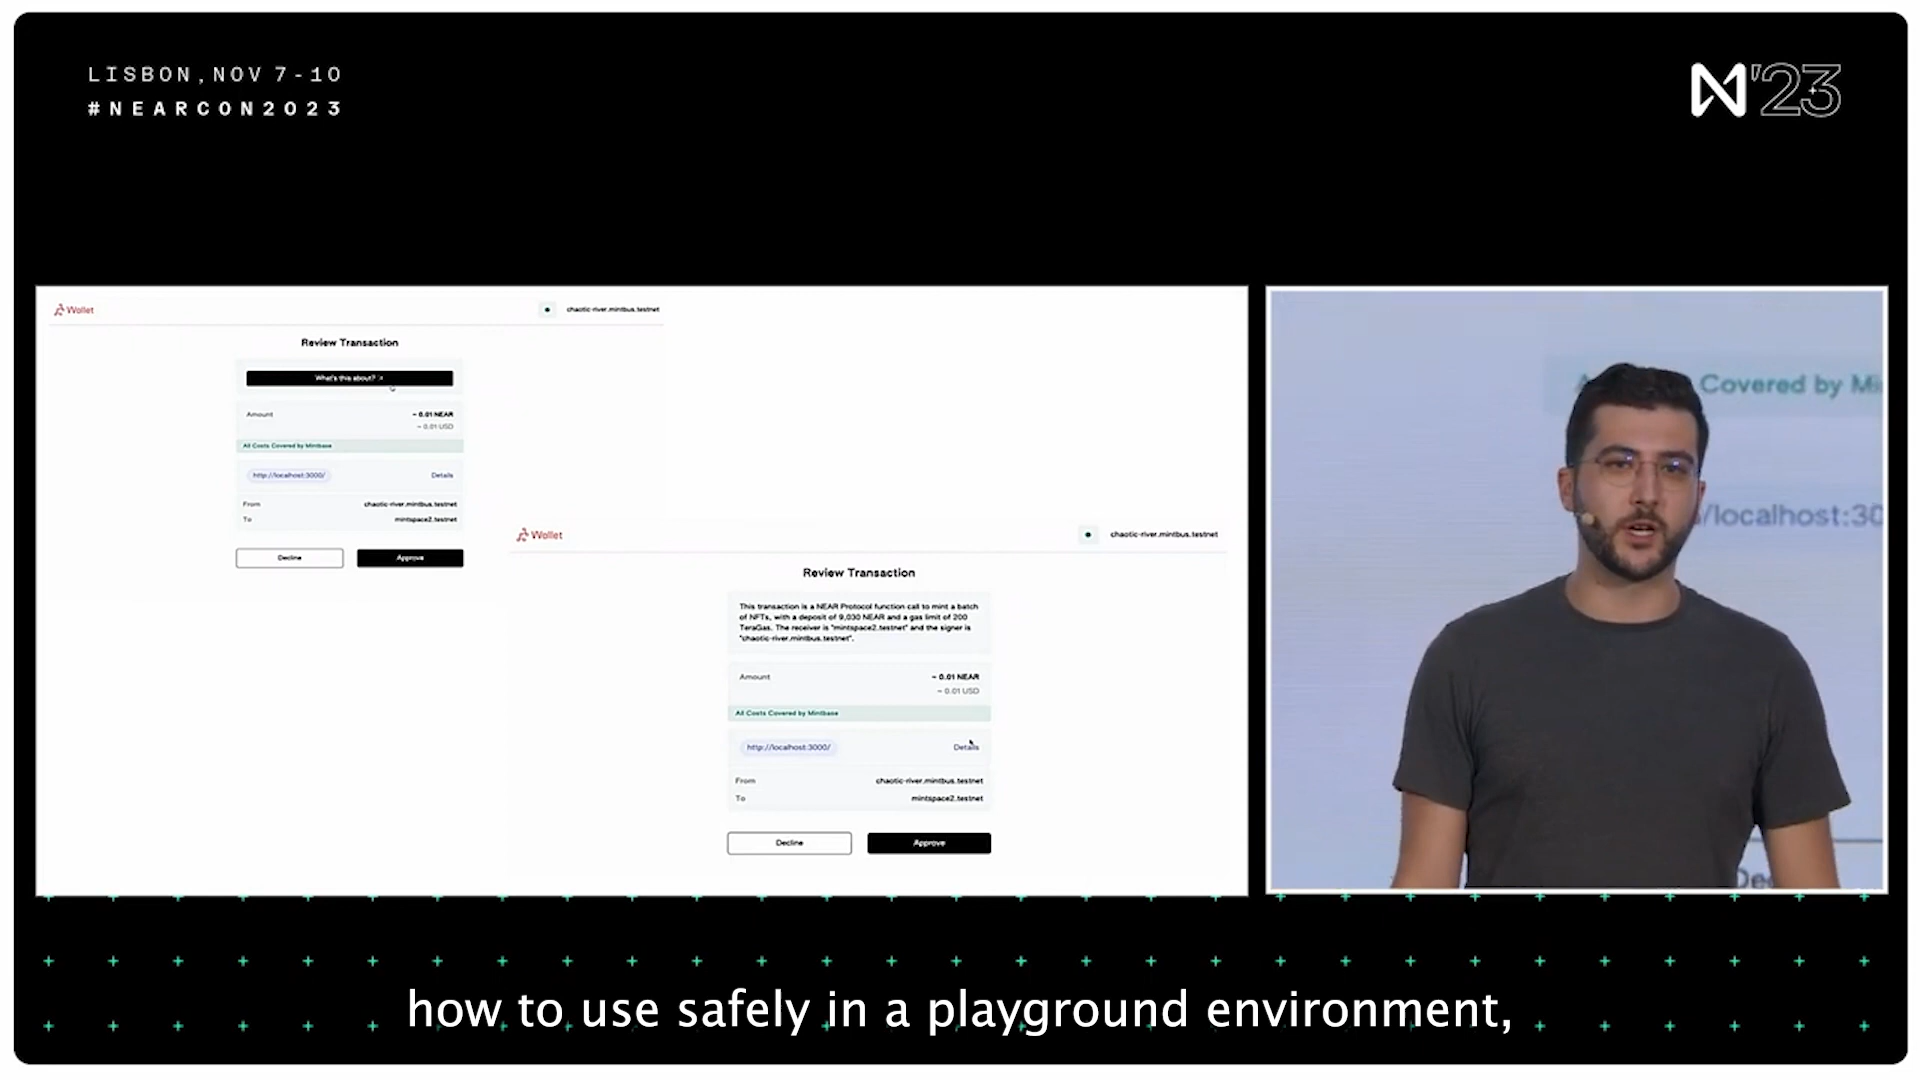 LISBON, NOV 7-10
#NEARCON2023
'23
Wallet
chaotic-river.mintbus.testnet
Review Transaction
What's this about?
Amount
~ 0.01 NEAR
~ 0.01 USD
All Costs Covered by Mintbase
http://localhost:3000/
Details
From
chaotic-river.mintbus.testnet
To
mintspace2.testnet
Decline
Approve
Wallet
chaotic-river.mintbus.testnet
Review Transaction
This transaction is a NEAR Protocol function call to mint a batch
of NFTs, with a deposit of 9,030 NEAR and a gas limit of 200
TeraGas. The receiver is "mintspace2.testnet" and the signer is
"chaotic-river.mintbus.testnet".
Amount
~ 0.01 NEAR
~ 0.01 USD
All Costs Covered by Mintbase
http://localhost:3000/
Details
From
chaotic-river.mintbus.testnet
To
mintspace2.testnet
Decline
Approve
Covered by Mi
/localhost:30
Dec
how to use safely in a playground environment,